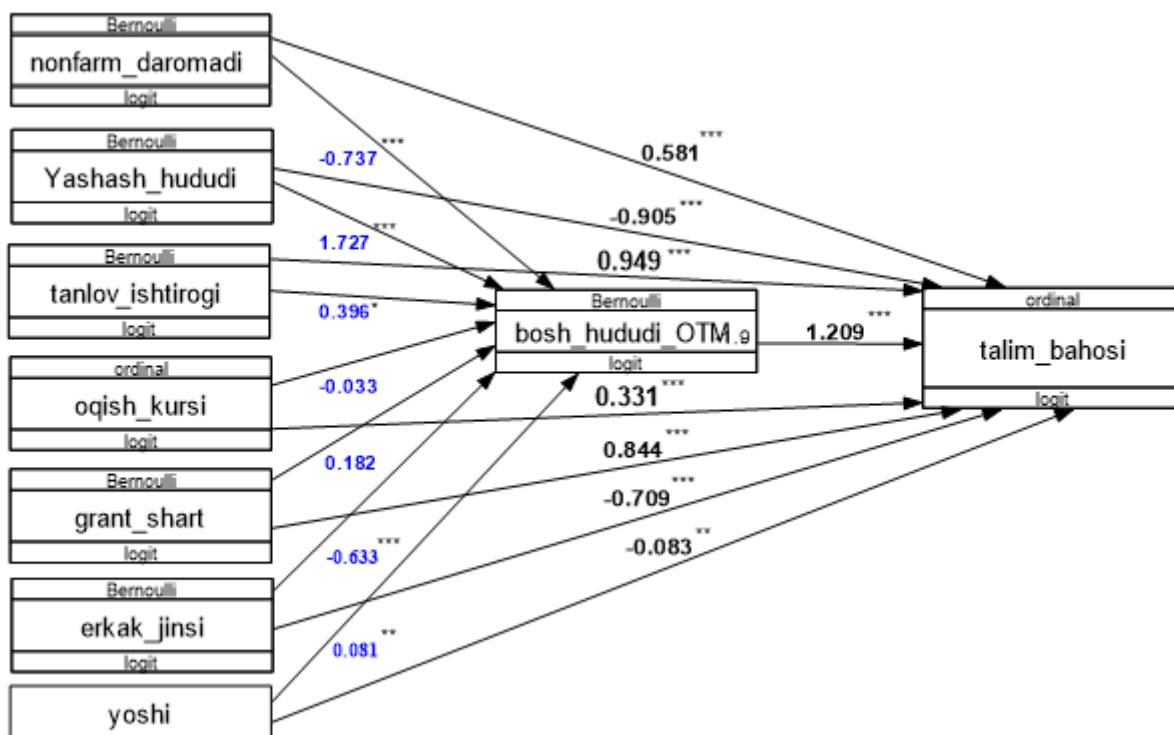 Bernoulli
nonfarm_daromadi
logit
Bernoulli
Yashash_hududi
logit
Bernoulli
tanlov_ishtirogi
logit
ordinal
oqish_kursi
logit
Bernoulli
grant_shart
logit
Bernoulli
erkak_jinsi
logit
yoshi
-0.737***
1.727***
0.396*
-0.033
0.182
-0.633***
0.081**
Bernoulli
bosh_hududi_OTM .9
logit
0.581***
-0.905***
0.949***
1.209***
0.331***
0.844***
-0.709***
-0.083**
ordinal
talim_bahosi
logit